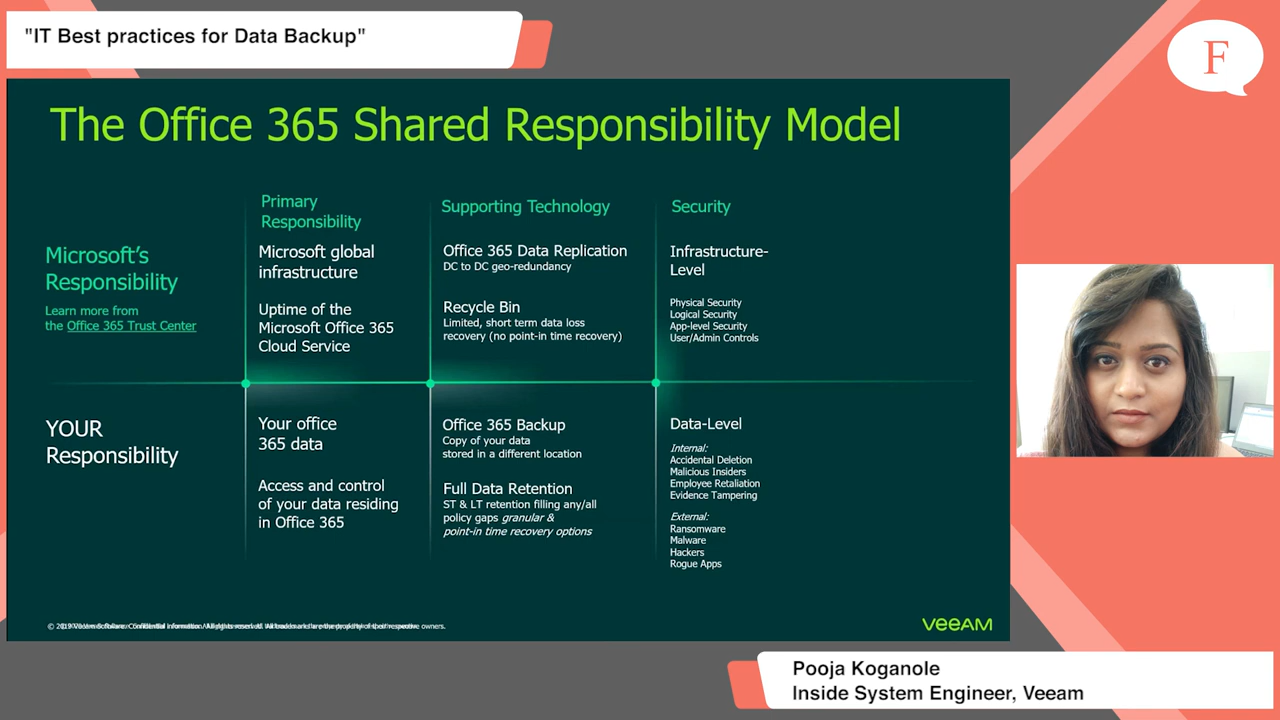 "IT Best practices for Data Backup"
F
The Office 365 Shared Responsibility Model
Primary
Responsibility
Supporting Technology
Security
Microsoft's
Responsibility
Learn more from
the Office 365 Trust Center
Microsoft global
infrastructure
Uptime of the
Microsoft Office 365
Cloud Service
Office 365 Data Replication
DC to DC geo-redundancy
Recycle Bin
Limited, short term data loss
recovery (no point-in time recovery)
Infrastructure-
Level
Physical Security
Logical Security
App-level Security
User/Admin Controls
YOUR
Responsibility
Your office
365 data
Access and control
of your data residing
in Office 365
Office 365 Backup
Copy of your data
stored in a different location
Full Data Retention
ST & LT retention filling any/all
policy gaps granular &
point-in time recovery options
Data-Level
Internal:
Accidental Deletion
Malicious Insiders
Employee Retaliation
Evidence Tampering
External:
Ransomware
Malware
Hackers
Rogue Apps
owners.
VEEAM
Pooja Koganole
Inside System Engineer, Veeam